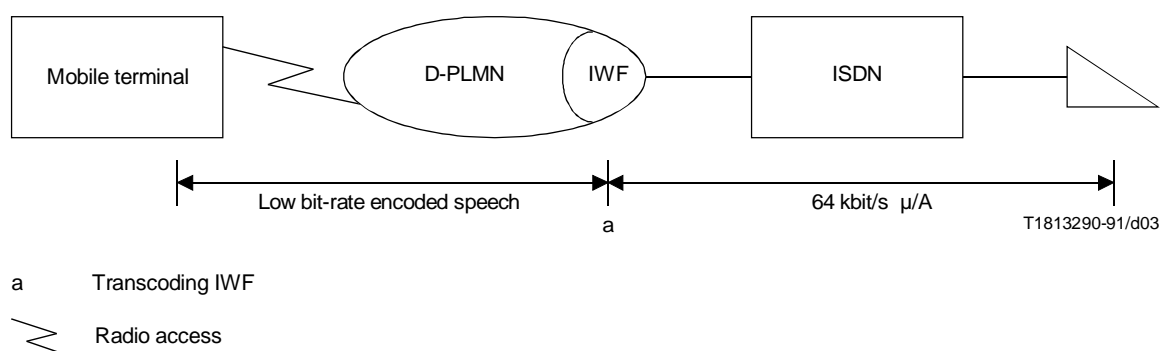 Mobile terminal
D-PLMN
IWF
ISDN
Low bit-rate encoded speech
64 kbit/s µ/A
a
T1813290-91/d03
a Transcoding IWF
Radio access